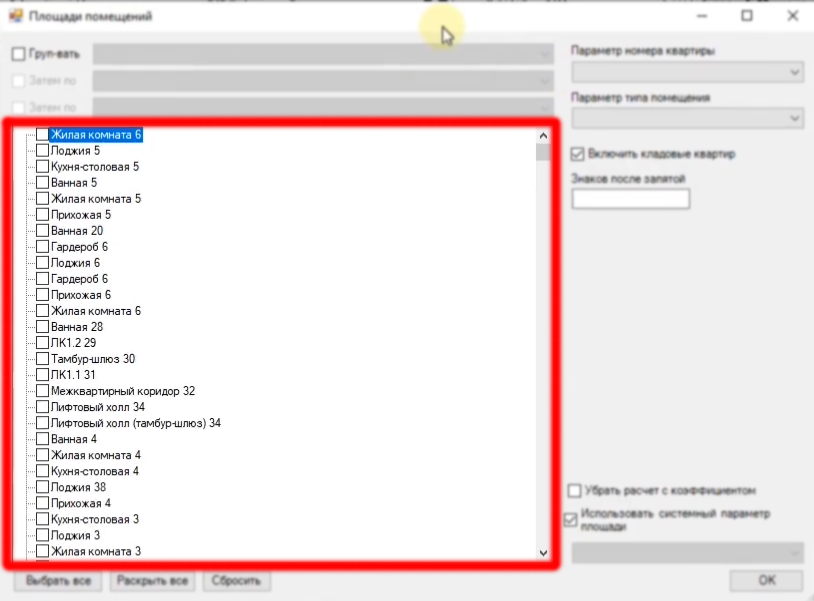 Площади помещений
Груп-вать
Затем по
Затем по
Жилая комната 6
Лоджия 5
Кухня-столовая 5
Ванная 5
Жилая комната 5
Прихожая 5
Ванная 20
Гардероб 6
Лоджия 6
Гардероб 6
Прихожая 6
Жилая комната 6
Ванная 28
ЛК1.2 29
Тамбур-шлюз 30
ЛК1.1 31
Межквартирный коридор 32
Лифтовый холл 34
Лифтовый холл (тамбур-шлюз) 34
Ванная 4
Жилая комната 4
Кухня-столовая 4
Лоджия 38
Прихожая 4
Кухня-столовая 3
Лоджия 3
Жилая комната 3
Параметр номера квартиры
Параметр типа помещения
Включить кладовые квартир
Знаков после запятой
Убрать расчет с коэффициентом
Использовать системный параметр
площади
Выбрать все Раскрыть все Сбросить
OK